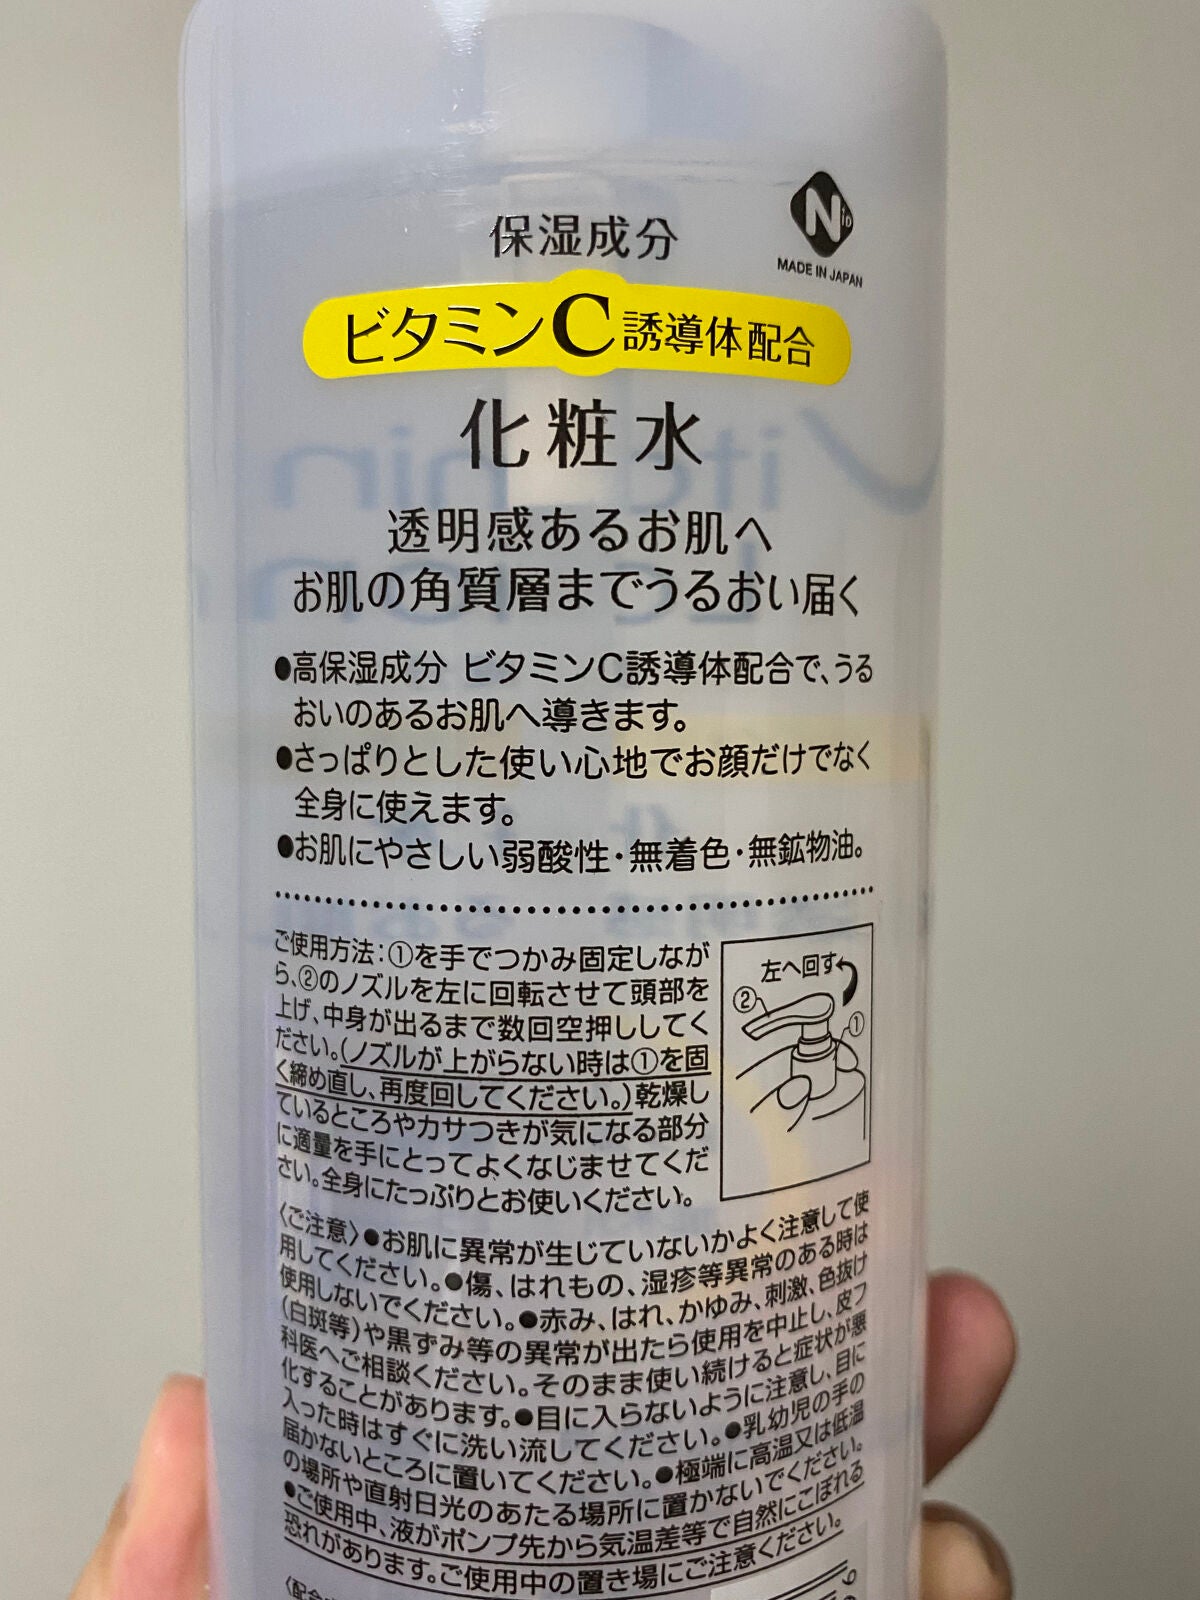 Nio
MADE IN JAPAN
保湿成分
ビタミンC誘導体配合
化粧水
透明感あるお肌へ
お肌の角質層までうるおい届く
●高保湿成分 ビタミンC誘導体配合で、うる
おいのあるお肌へ導きます。
●さっぱりとした使い心地でお顔だけでなく
全身に使えます。
●お肌にやさしい弱酸性・無着色・無鉱物油。
ご使用方法:①を手でつかみ固定しなが
ら、②のノズルを左に回転させて頭部を
上げ、中身が出るまで数回空押ししてく
ださい。(ノズルが上がらない時は①を固
く締め直し、再度回してください。)乾燥し
ているところやカサつきが気になる部分
に適量を手にとってよくなじませてくだ
さい。全身にたっぷりとお使いください。
左へ回す
②
①
〈ご注意〉●お肌に異常が生じていないかよく注意して使
用してください。●傷、はれもの、湿疹等異常のある時は
使用しないでください。●赤み、はれ、かゆみ、刺激、色抜け
(白斑等)や黒ずみ等の異常が出たら使用を中止し、皮フ
科医へご相談ください。そのまま使い続けると症状が悪
化することがあります。●目に入らないように注意し、目に
入った時はすぐに洗い流してください。●乳幼児の手の
届かないところに置いてください。●極端に高温又は低温
の場所や直射日光のあたる場所に置かないでください。
●ご使用中、液がポンプ先から気温差等で自然にこぼれる
恐れがあります。ご使用中の置き場にご注意ください。